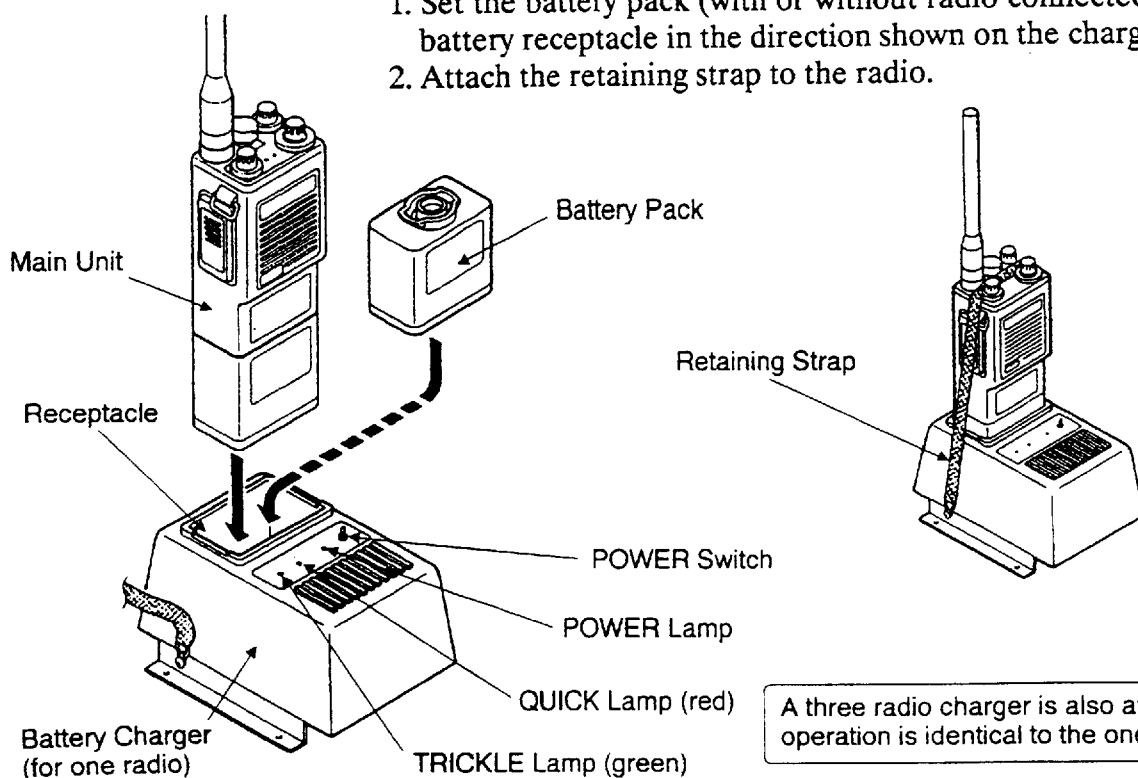 1. Set the battery pack (with or without radio connected
battery receptacle in the direction shown on the charg
2. Attach the retaining strap to the radio.
Battery Pack
Main Unit
Retaining Strap
Receptacle
POWER Switch
POWER Lamp
QUICK Lamp (red)
A three radio charger is also a
operation is identical to the one
Battery Charger
(for one radio)
TRICKLE Lamp (green)